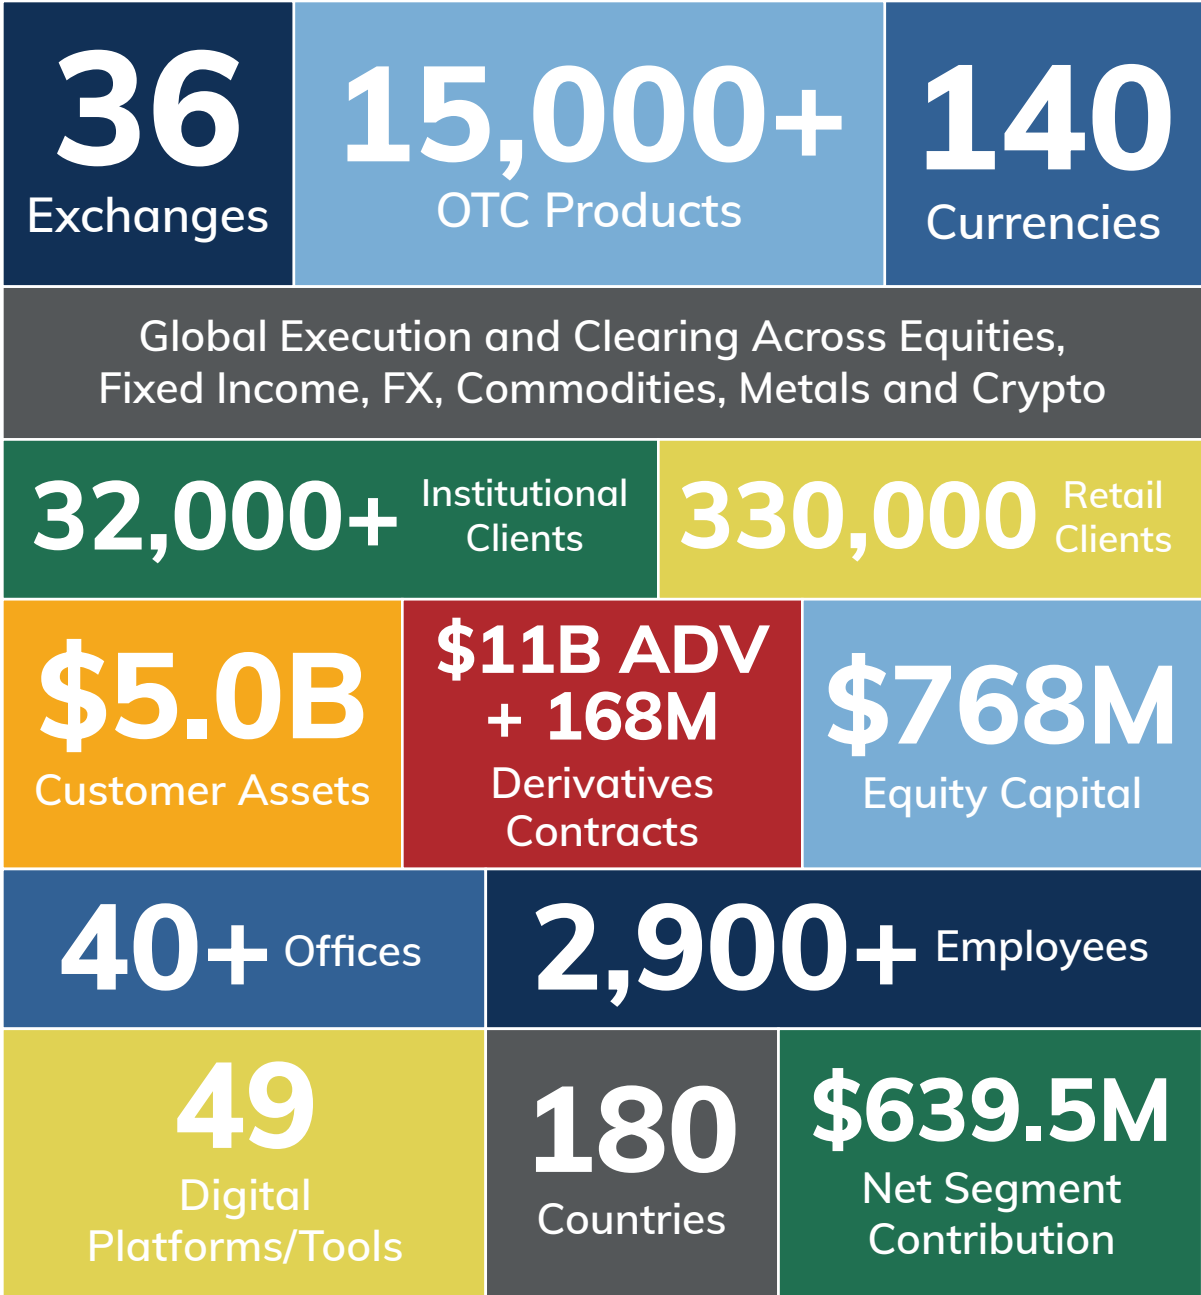 36
Exchanges
15,000+
OTC Products
140
Currencies
Global Execution and Clearing Across Equities,
Fixed Income, FX, Commodities, Metals and Crypto
32,000+
Institutional
Clients
330,000
Retail
Clients
$5.0B
Customer Assets
$11B ADV
+ 168M
Derivatives
Contracts
$768M
Equity Capital
40+ Offices
2,900+ Employees
49
Digital
Platforms/Tools
180
Countries
$639.5M
Net Segment
Contribution